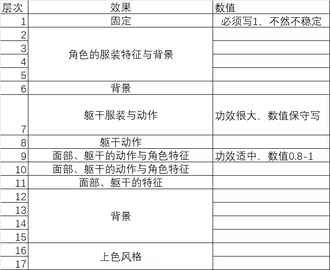 层次 效果 数值
1 固定 必须写1，不然不稳定
2
3
角色的服装特征与背景
4
5
6 背景
躯干服装与动作 功效很大，数值保守写
7
8 躯干动作
9 面部、躯干的动作与角色特征 功效适中，数值0.8-1
10 面部、躯干的动作与角色特征
11 面部、躯干的特征
12
13
背景
14
15
16
上色风格
17